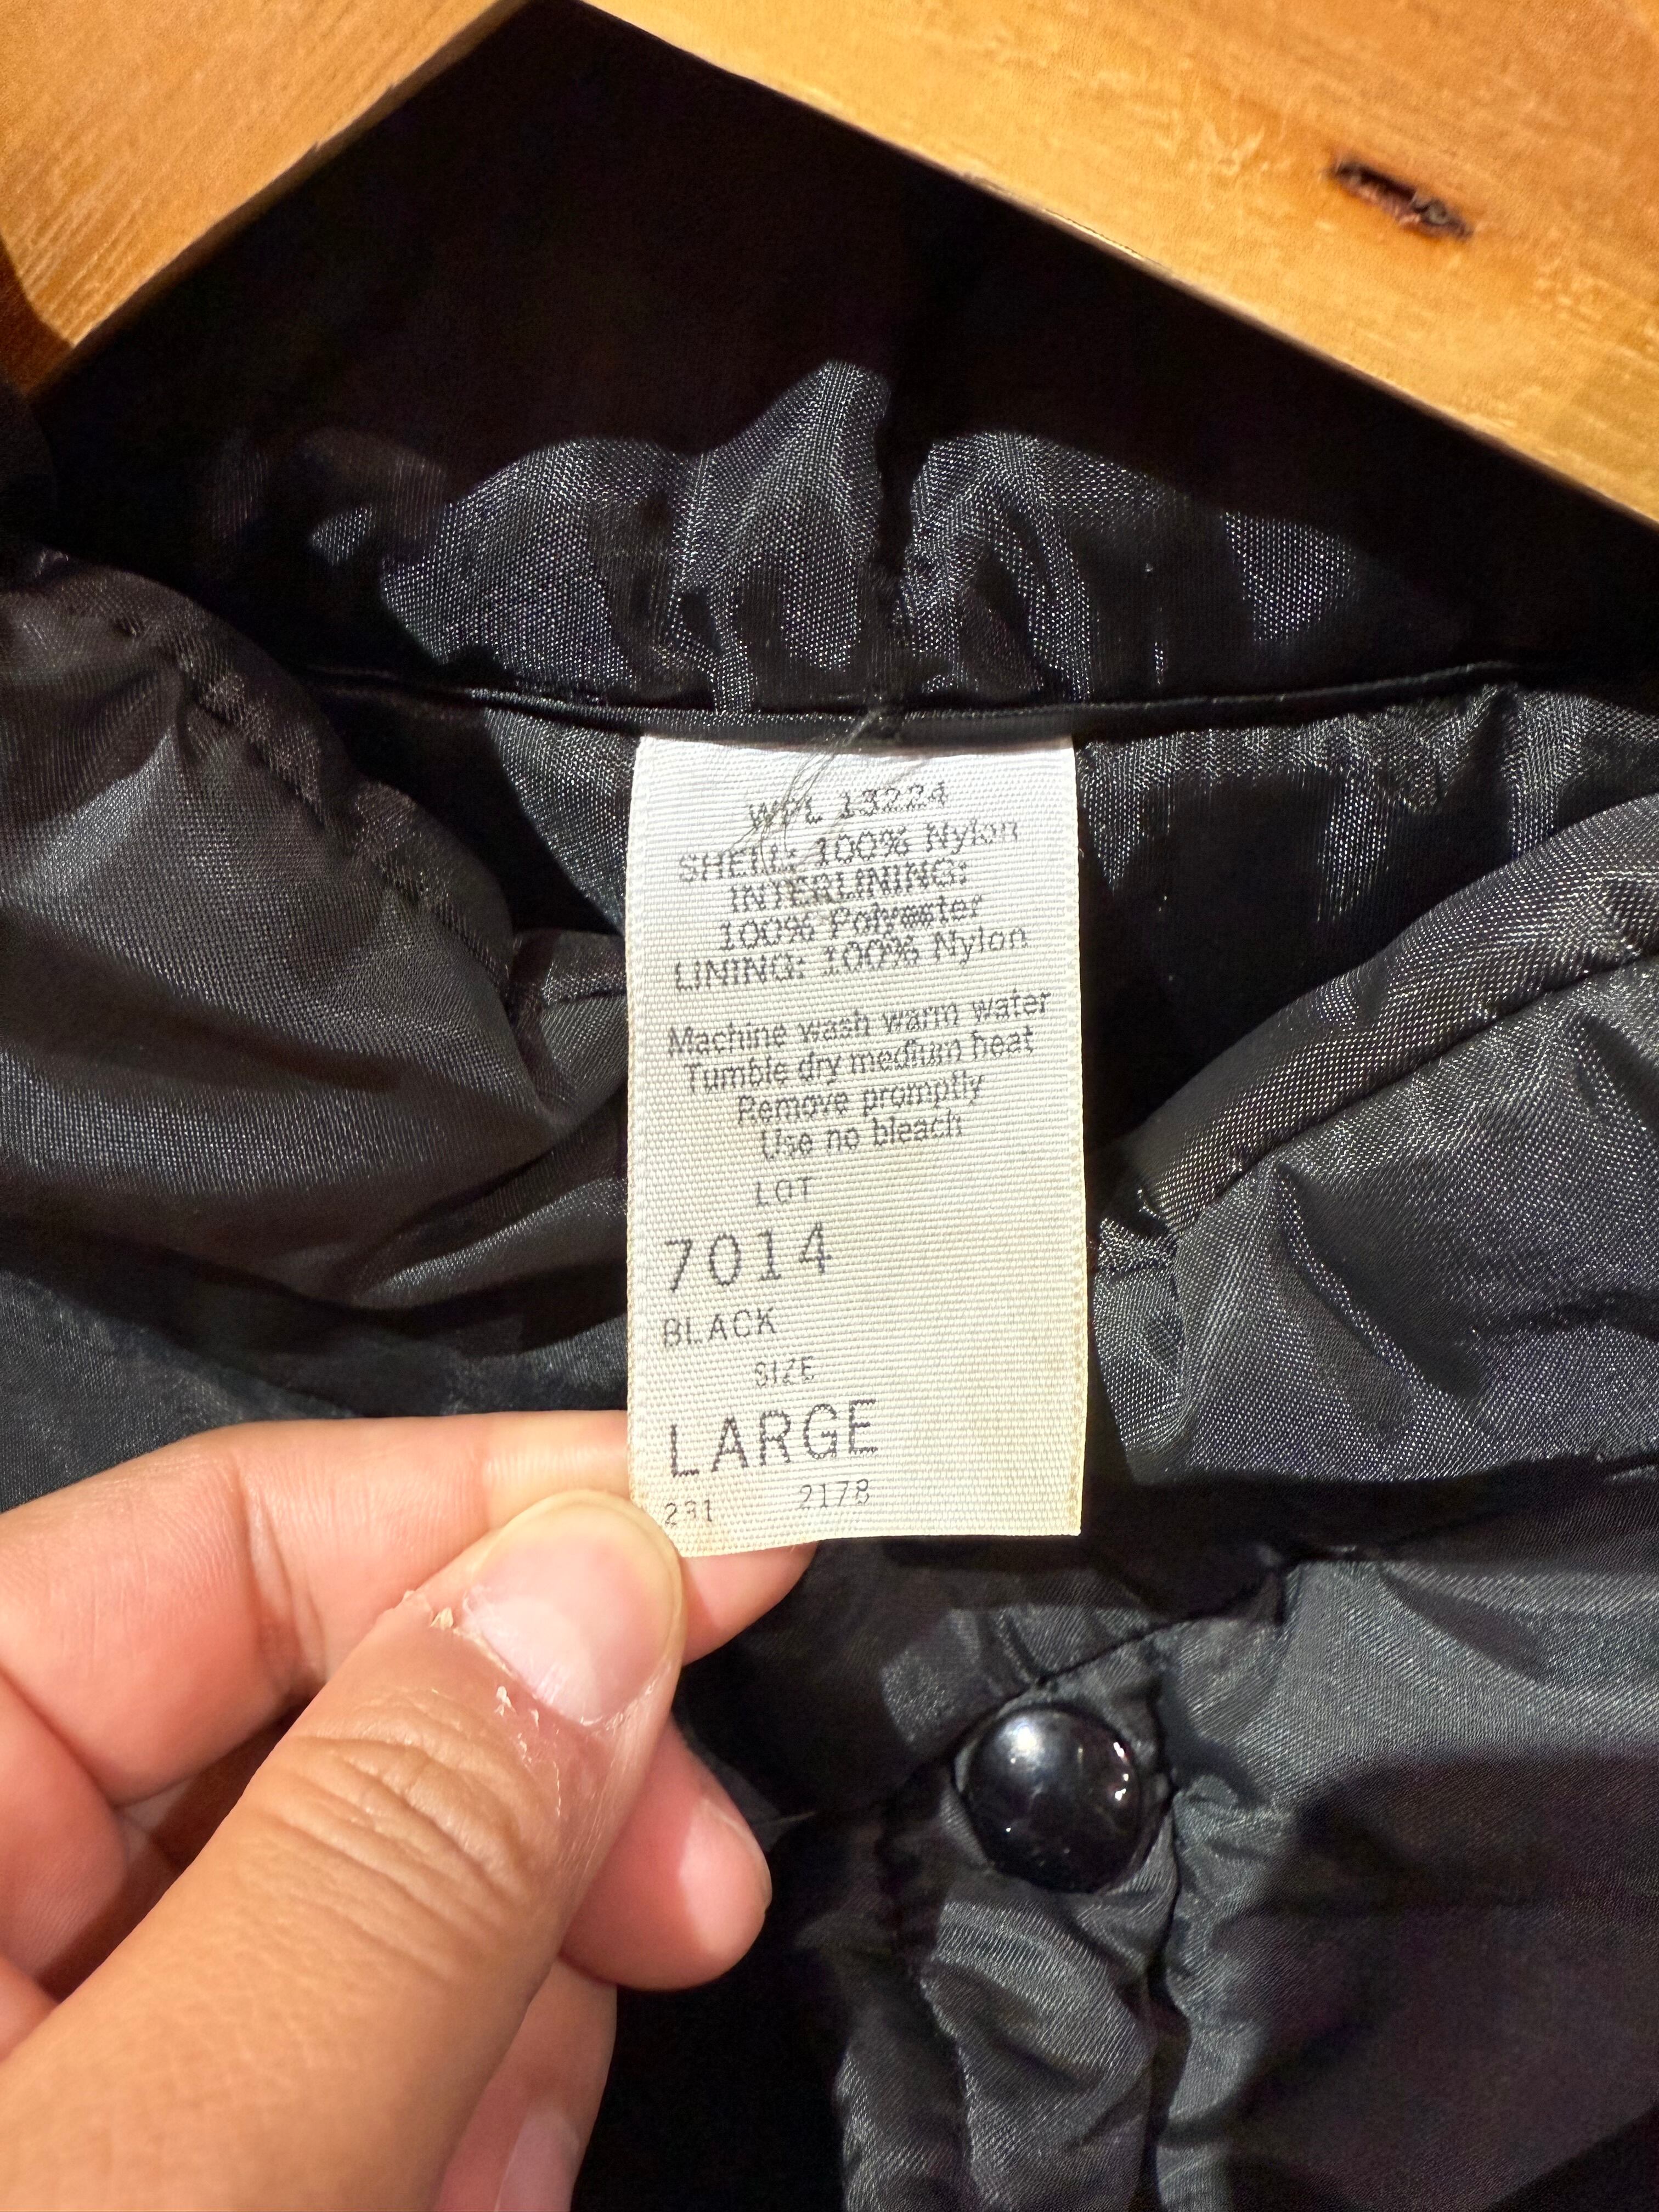 WPL 13224
SHELL: 100% Nylon
INTERLINING:
100% Polyester
LINING: 100% Nylon
Machine wash warm water
Tumble dry medium heat
Remove promptly
Use no bleach
LOT
7014
BLACK
SIZE
LARGE
231 2178